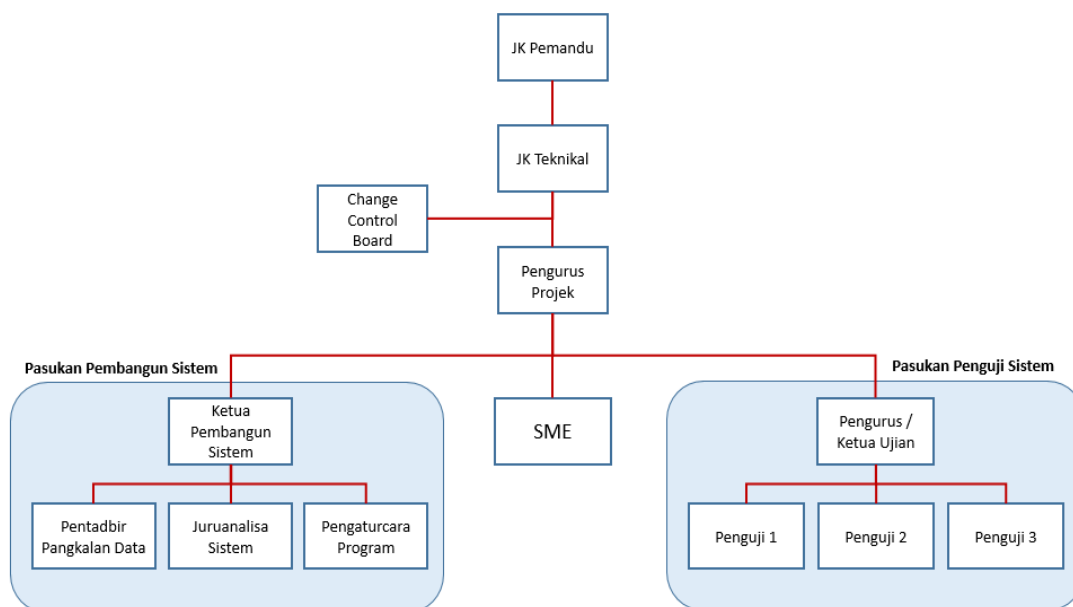 JK Pemandu
JK Teknikal
Change
Control
Board
Pengurus
Projek
Pasukan Pembangun Sistem
Pasukan Penguji Sistem
Ketua
Pembangun
Sistem
SME
Pengurus /
Ketua Ujian
Pentadbir
Pangkalan Data
Juruanalisa
Sistem
Pengaturcara
Program
Penguji 1
Penguji 2
Penguji 3